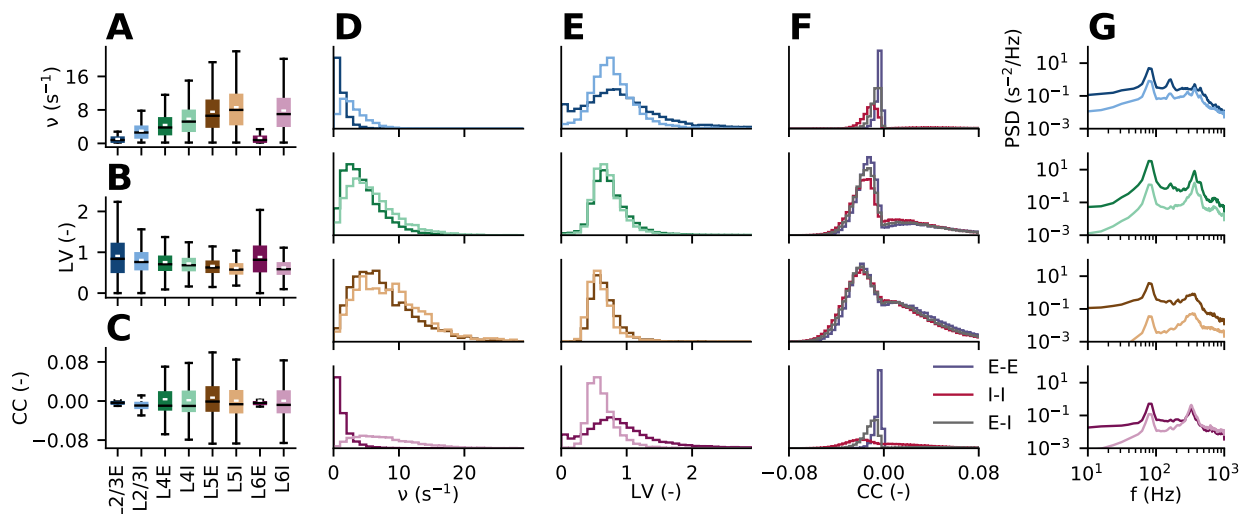 A
ν (s⁻¹)
16
8
0
B
LV (-)
2
1
0
C
CC (-)
0.08
0.00
−0.08
L2/3E
L2/3I
L4E
L4I
L5E
L5I
L6E
L6I
D
0
10
20
ν (s⁻¹)
E
0
1
2
LV (-)
F
E-E
I-I
E-I
−0.08
0.00
0.08
CC (-)
G
PSD (s⁻²/Hz)
10¹
10⁻¹
10⁻³
10¹
10⁻¹
10⁻³
10¹
10⁻¹
10⁻³
10¹
10⁻¹
10⁻³
10¹
10²
10³
f (Hz)